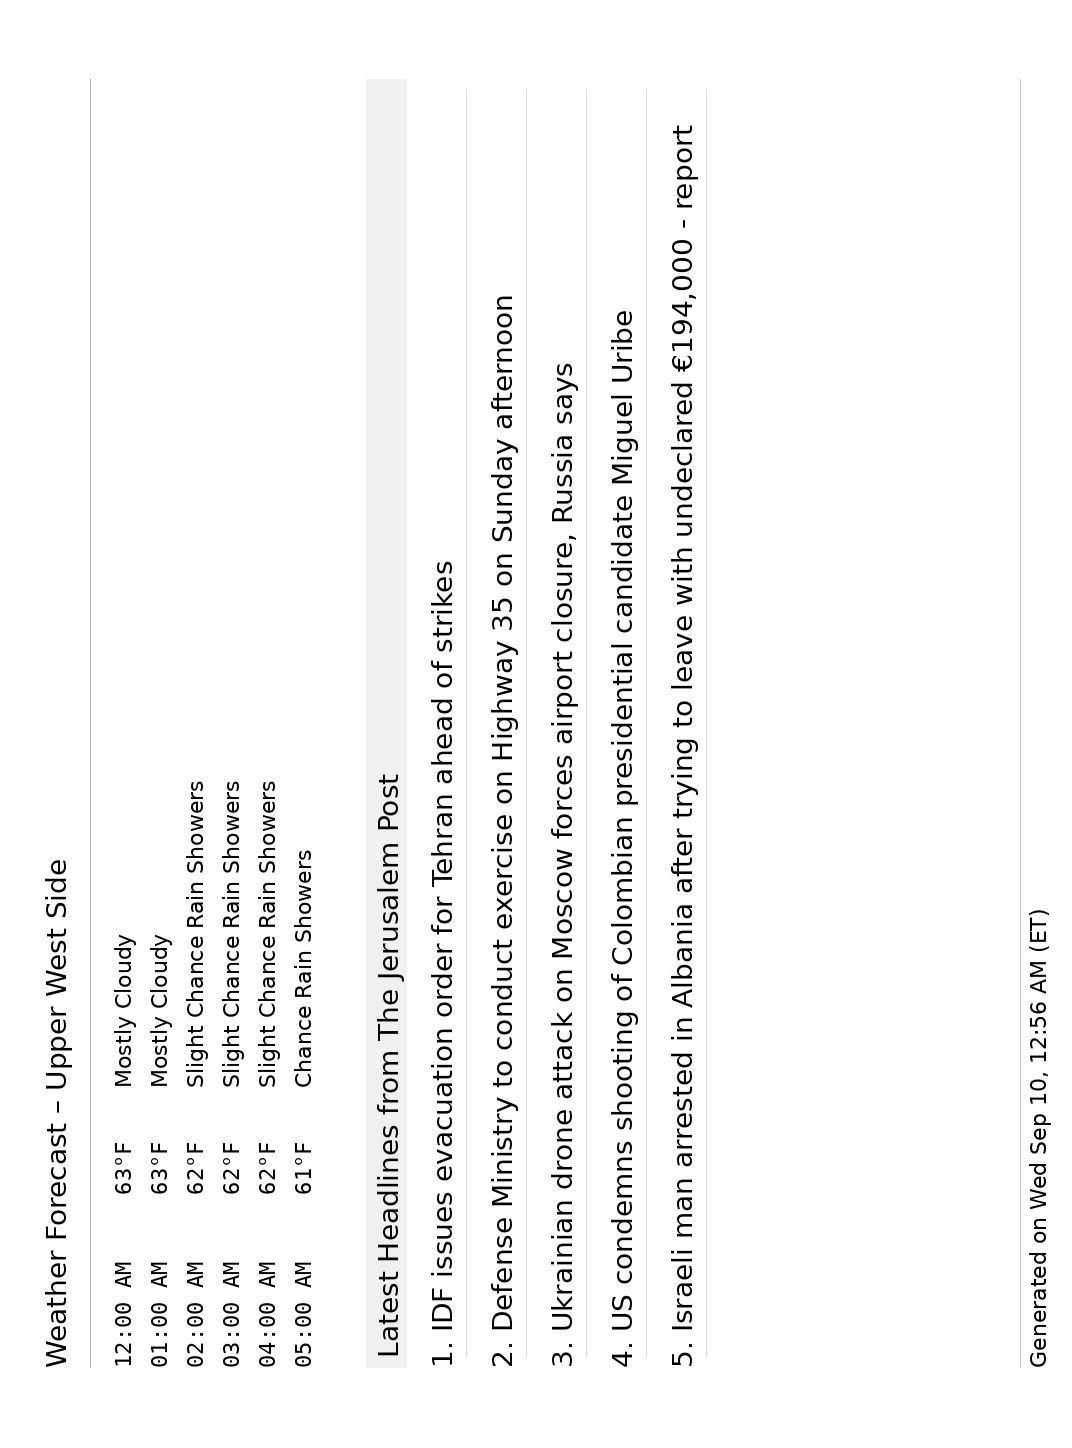 Weather Forecast – Upper West Side
12:00 AM 63°F Mostly Cloudy
01:00 AM 63°F Mostly Cloudy
02:00 AM 62°F Slight Chance Rain Showers
03:00 AM 62°F Slight Chance Rain Showers
04:00 AM 62°F Slight Chance Rain Showers
05:00 AM 61°F Chance Rain Showers
Latest Headlines from The Jerusalem Post
1. IDF issues evacuation order for Tehran ahead of strikes
2. Defense Ministry to conduct exercise on Highway 35 on Sunday afternoon
3. Ukrainian drone attack on Moscow forces airport closure, Russia says
4. US condemns shooting of Colombian presidential candidate Miguel Uribe
5. Israeli man arrested in Albania after trying to leave with undeclared €194,000 - report
Generated on Wed Sep 10, 12:56 AM (ET)